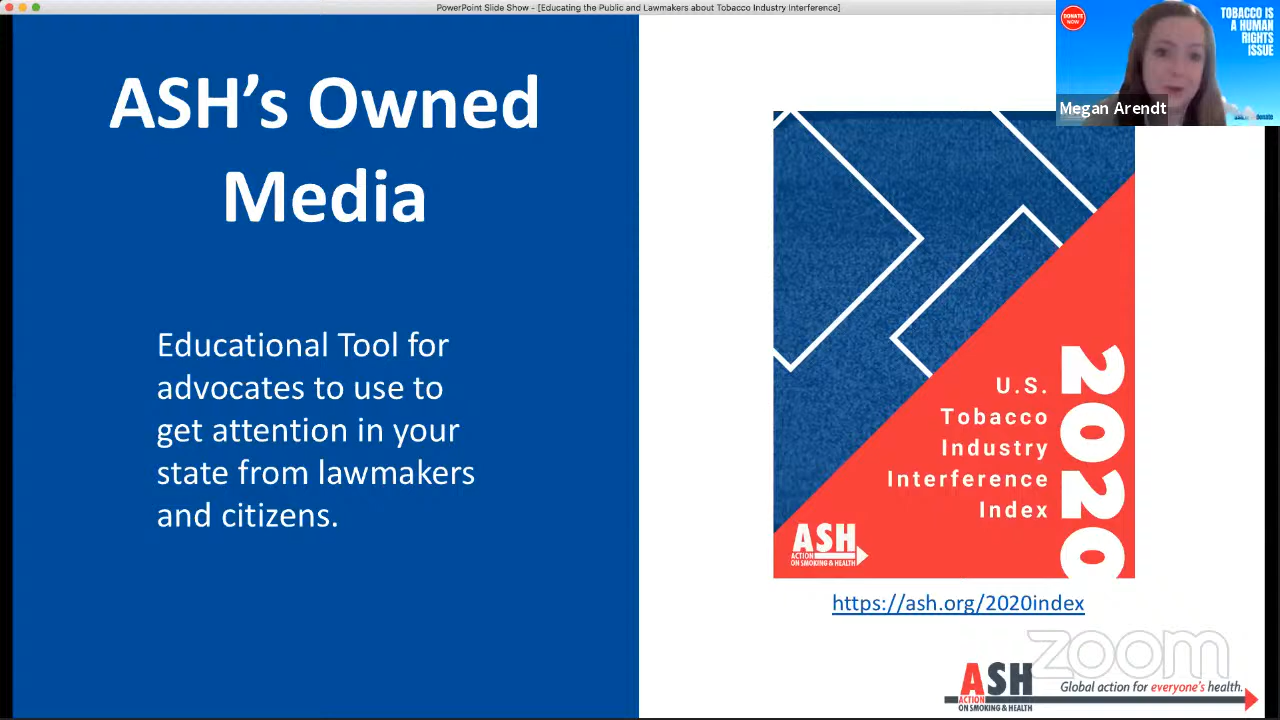 PowerPoint Slide Show - [Educating the Public and Lawmakers about Tobacco Industry Interference]
ASH's Owned
Media
Educational Tool for
advocates to use to
get attention in your
state from lawmakers
and citizens.
DONATE
NOW
TOBACCO IS
A HUMAN
RIGHTS
ISSUE
Megan Arendt
U.S.
Tobacco
Industry
Interference
Index
2020
ASH
ACTION
ON SMOKING & HEALTH
https://ash.org/2020index
zoom
ASH
ACTION
ON SMOKING & HEALTH
Global action for everyone's health.